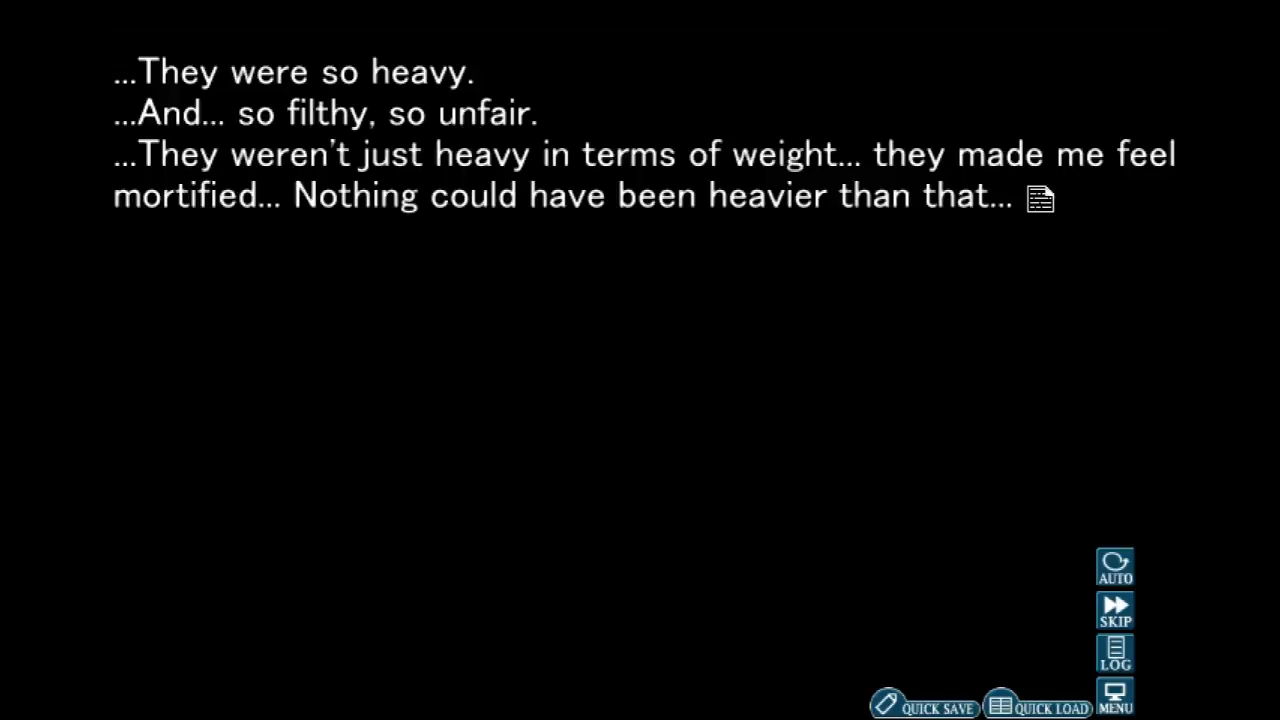 ...They were so heavy.
...And... so filthy, so unfair.
...They weren't just heavy in terms of weight... they made me feel
mortified... Nothing could have been heavier than that...
AUTO
SKIP
LOG
MENU
QUICK SAVE
QUICK LOAD